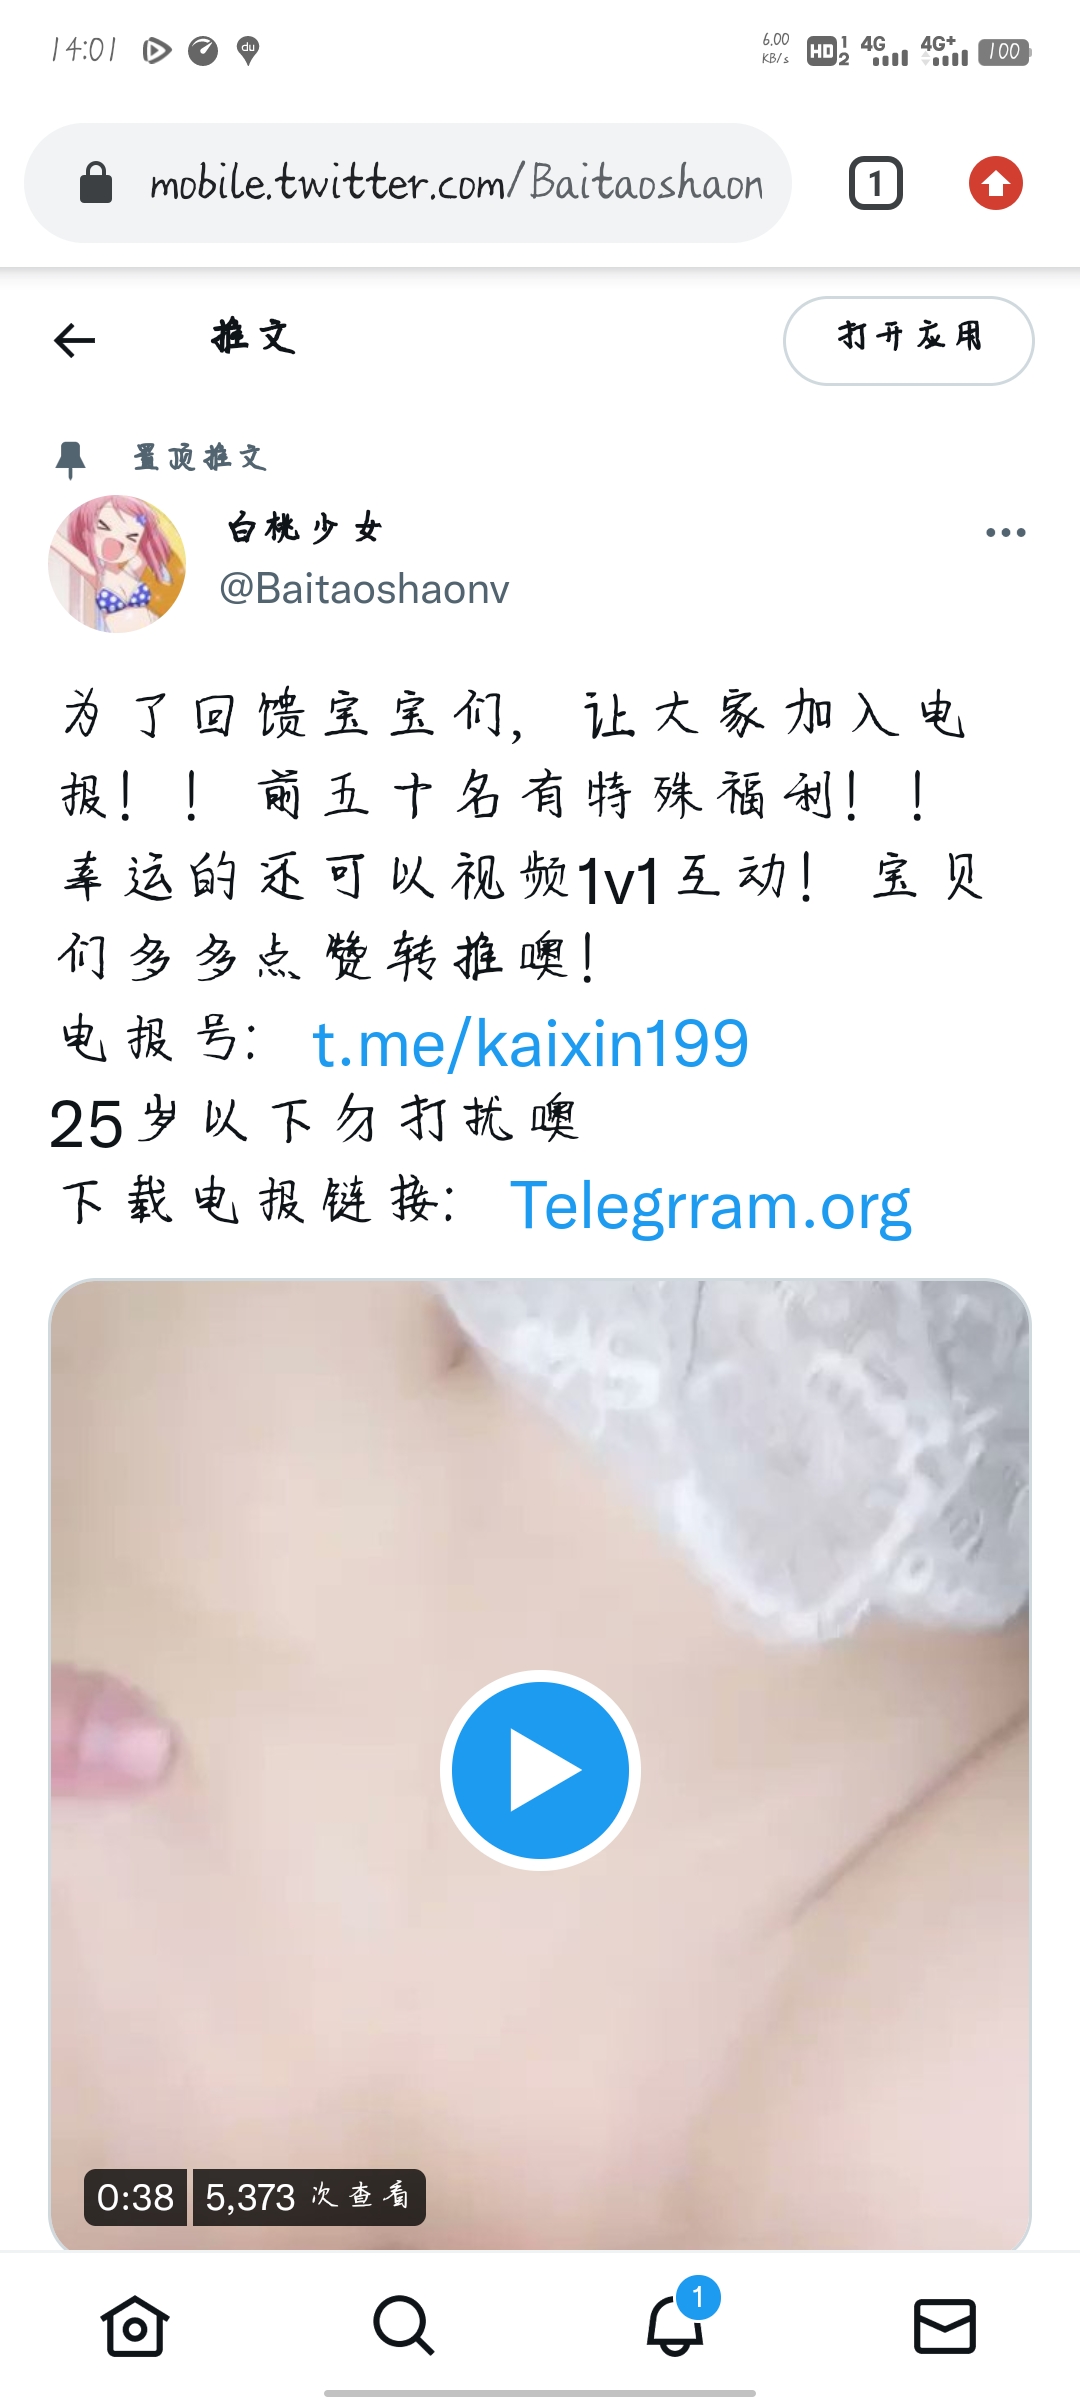 14:01
du
6.00 KB/s HD 1 2 4G 4G+ 100
mobile.twitter.com/Baitaoshaon
1
推文
打开应用
置顶推文
白桃少女
@Baitaoshaonv
为了回馈宝宝们，让大家加入电
报！！前五十名有特殊福利！！
幸运的还可以视频1v1互动！宝贝
们多多点赞转推噢！
电报号：t.me/kaixin199
25岁以下勿打扰噢
下载电报链接：Telegrram.org
0:38 5,373 次查看
1